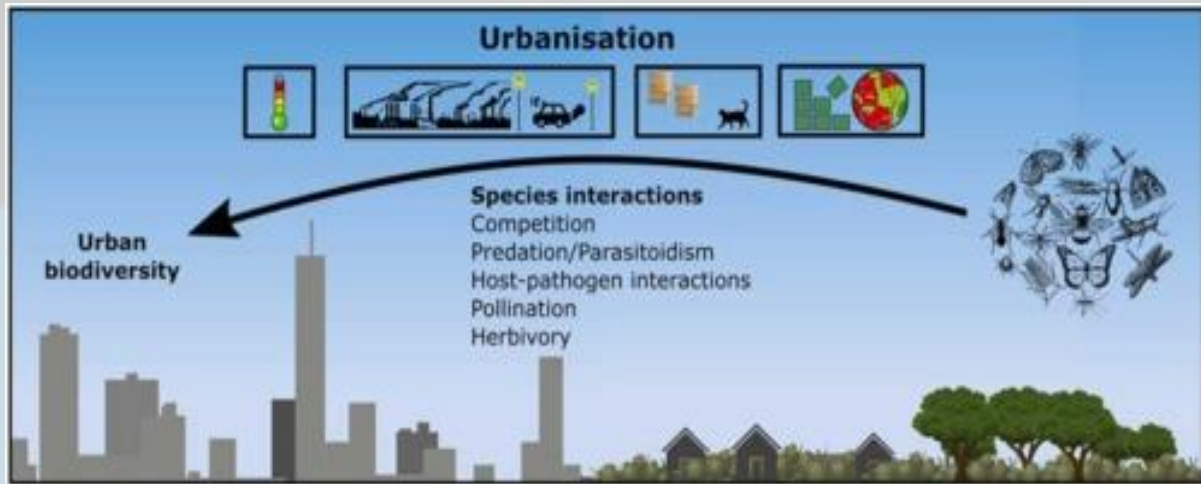 Urbanisation
Species interactions
Competition
Predation/Parasitoidism
Host-pathogen interactions
Pollination
Herbivory
Urban
biodiversity